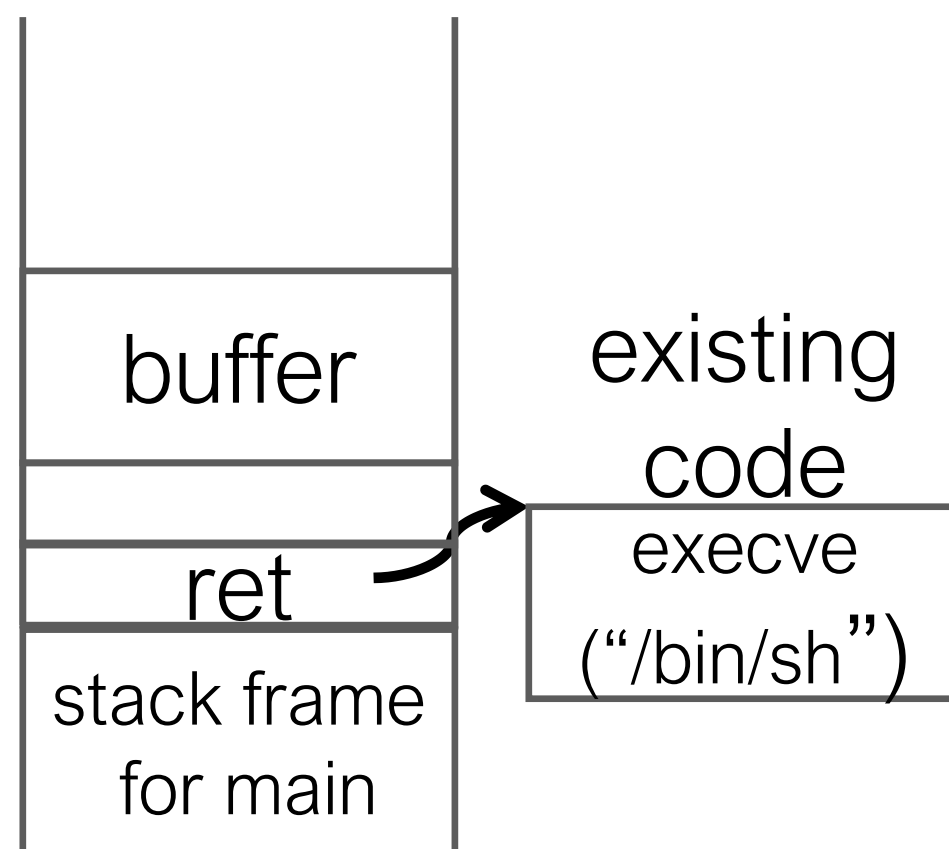 buffer
ret
stack frame
for main
existing
code
execve
(“/bin/sh”)